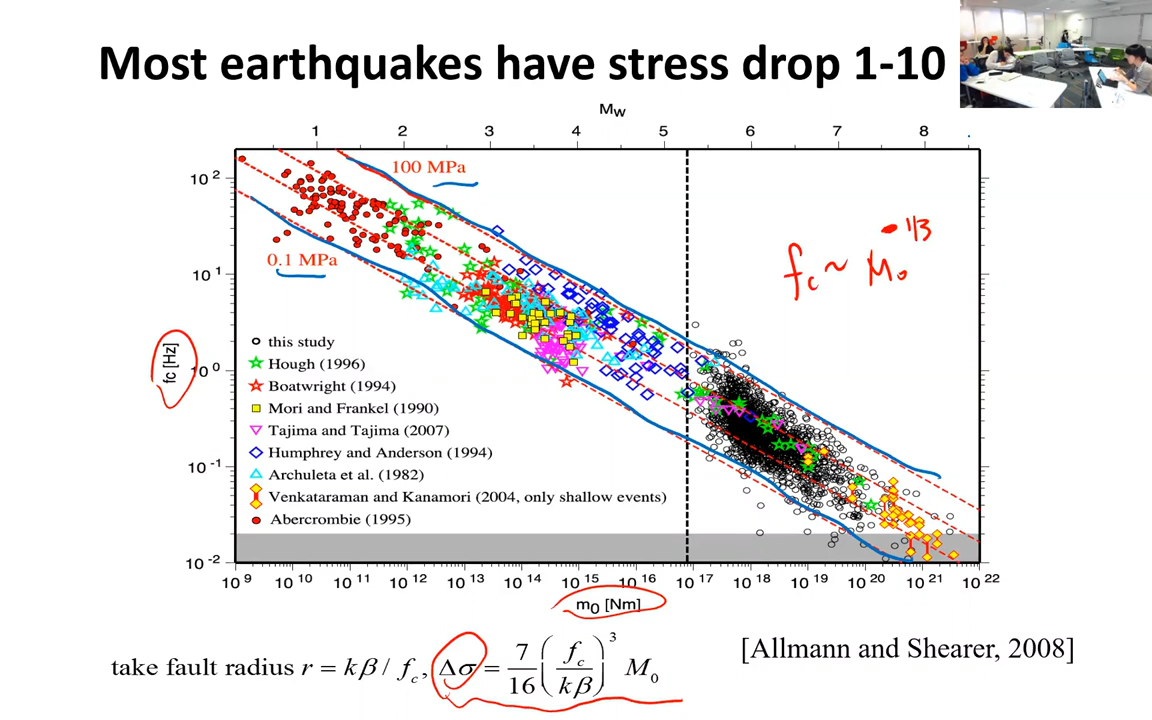 Most earthquakes have stress drop 1-10
Mw
1 2 3 4 5 6 7 8
100 MPa
0.1 MPa
fc ~ M0 -1/3
10 2
10 1
10 0
10 -1
10 -2
fc [Hz]
this study
Hough (1996)
Boatwright (1994)
Mori and Frankel (1990)
Tajima and Tajima (2007)
Humphrey and Anderson (1994)
Archuleta et al. (1982)
Venkataraman and Kanamori (2004, only shallow events)
Abercrombie (1995)
10 9 10 10 10 11 10 12 10 13 10 14 10 15 10 16 10 17 10 18 10 19 10 20 10 21 10 22
m0 [Nm]
take fault radius r = kβ / fc, Δσ = 7/16 (fc/kβ)^3 M0
[Allmann and Shearer, 2008]